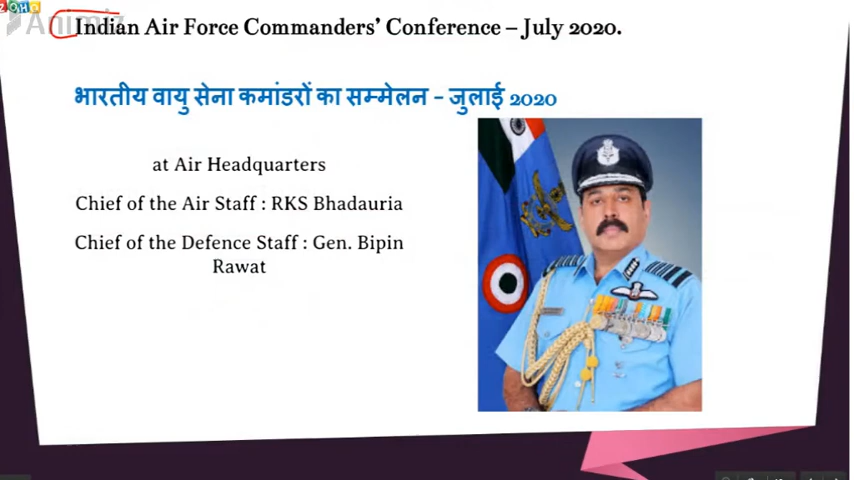 Indian Air Force Commanders' Conference – July 2020.
भारतीय वायु सेना कमांडरों का सम्मेलन - जुलाई 2020
at Air Headquarters
Chief of the Air Staff : RKS Bhadauria
Chief of the Defence Staff : Gen. Bipin
Rawat